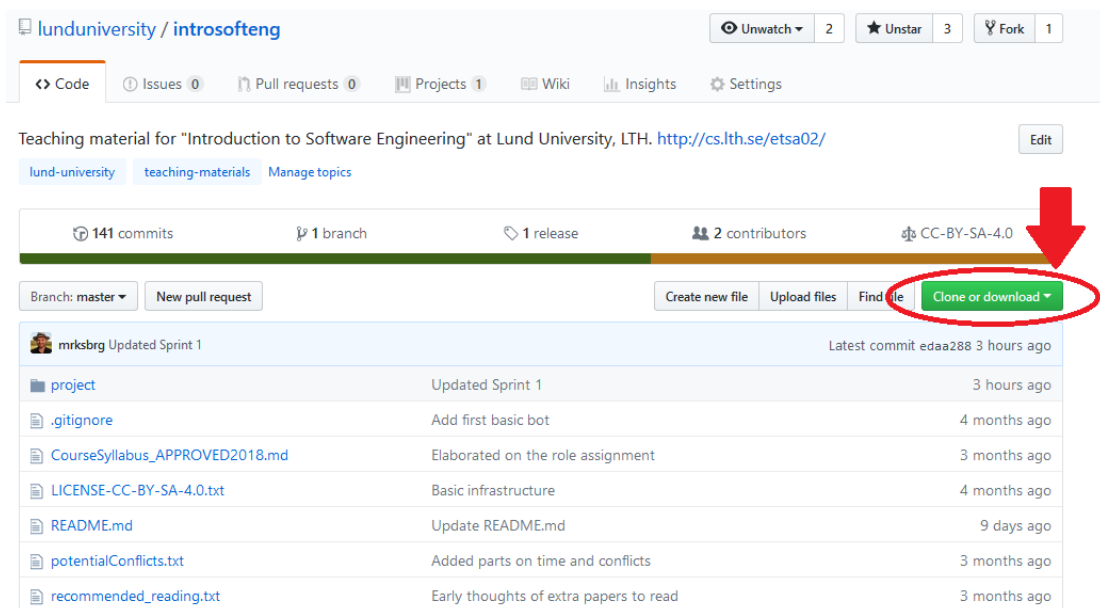 lunduniversity / introsofteng
Unwatch 2 Unstar 3 Fork 1
Code Issues 0 Pull requests 0 Projects 1 Wiki Insights Settings
Teaching material for "Introduction to Software Engineering" at Lund University, LTH. http://cs.lth.se/etsa02/ Edit
lund-university teaching-materials Manage topics
141 commits 1 branch 1 release 2 contributors CC-BY-SA-4.0
Branch: master New pull request Create new file Upload files Find file Clone or download
mrksbrg Updated Sprint 1 Latest commit edaa288 3 hours ago
project Updated Sprint 1 3 hours ago
.gitignore Add first basic bot 4 months ago
CourseSyllabus_APPROVED2018.md Elaborated on the role assignment 3 months ago
LICENSE-CC-BY-SA-4.0.txt Basic infrastructure 4 months ago
README.md Update README.md 9 days ago
potentialConflicts.txt Added parts on time and conflicts 3 months ago
recommended_reading.txt Early thoughts of extra papers to read 3 months ago